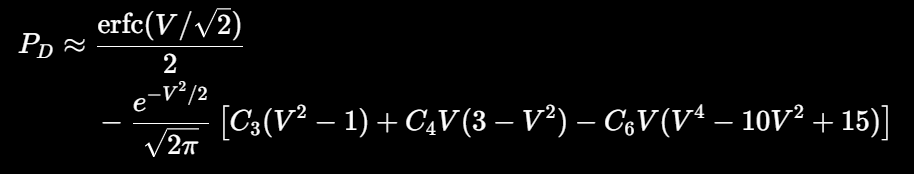 P_D ≈ erfc(V/√2) / 2
− e^{−V²/2} / √2π [C₃(V² − 1) + C₄V(3 − V²) − C₆V(V⁴ − 10V² + 15)]